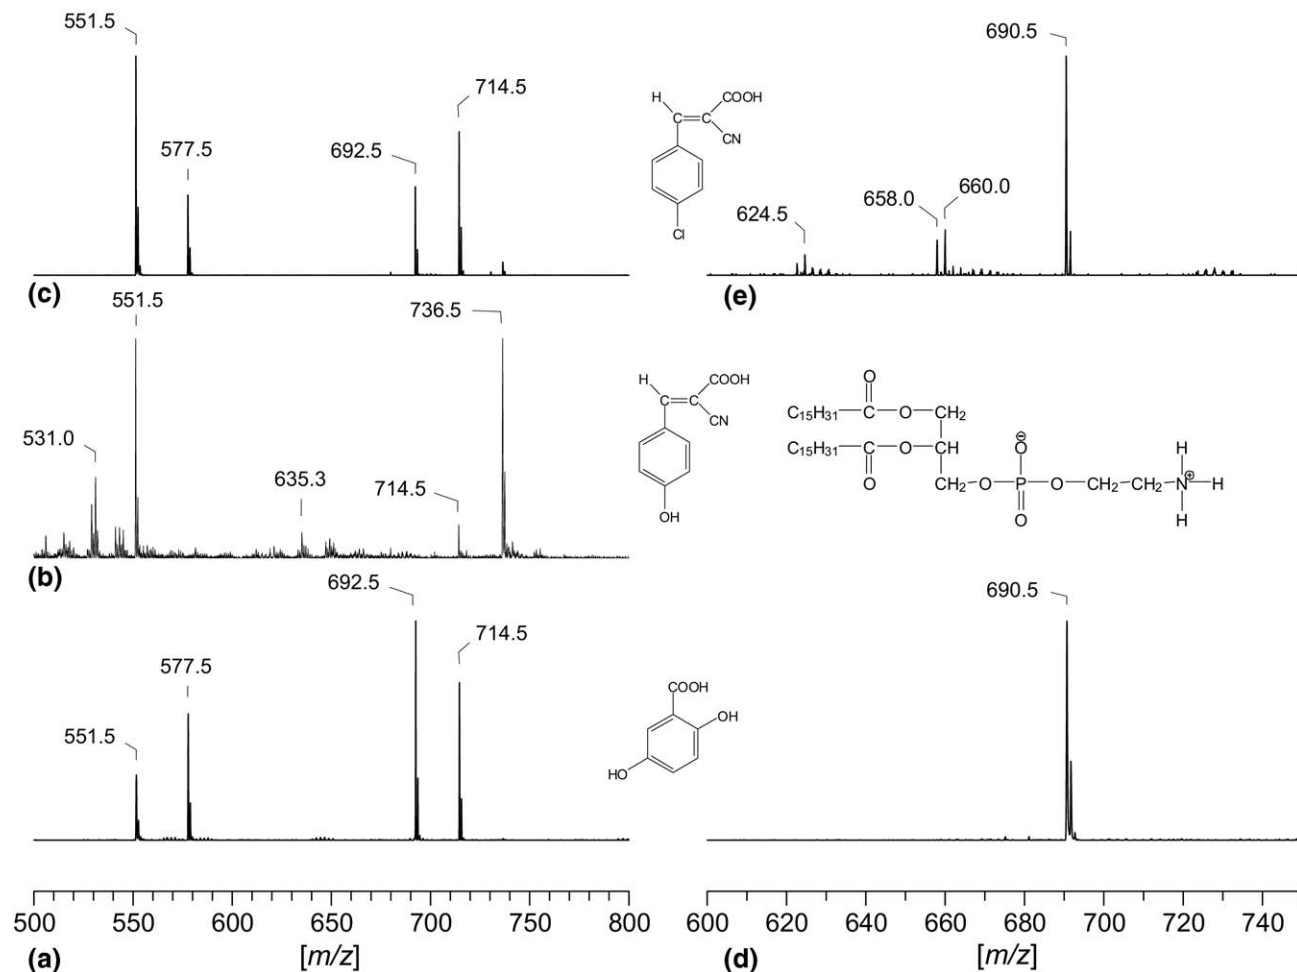 551.5
577.5
692.5
714.5
(c)
H
COOH
C=C
CN
Cl
690.5
624.5
658.0
660.0
(e)
551.5
736.5
531.0
635.3
714.5
(b)
H
COOH
C=C
CN
OH
O
C₁₅H₃₁—C—O—CH₂
C₁₅H₃₁—C—O—CH
O
CH₂—O—P—O—CH₂—CH₂—N—H
O
⊖
O
H
⊕
H
692.5
714.5
577.5
551.5
COOH
OH
HO
690.5
500 550 600 650 700 750 800
[m/z]
(a)
600 620 640 660 680 700 720 740
[m/z]
(d)